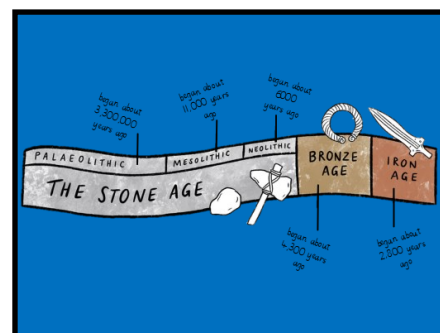 began about
3,300,000
years ago
began about
11,000 years
ago
began about
6000
years ago
PALAEOLITHIC
MESOLITHIC
NEOLITHIC
THE STONE AGE
BRONZE
AGE
IRON
AGE
began about
4,300 years
ago
began about
2,800 years
ago